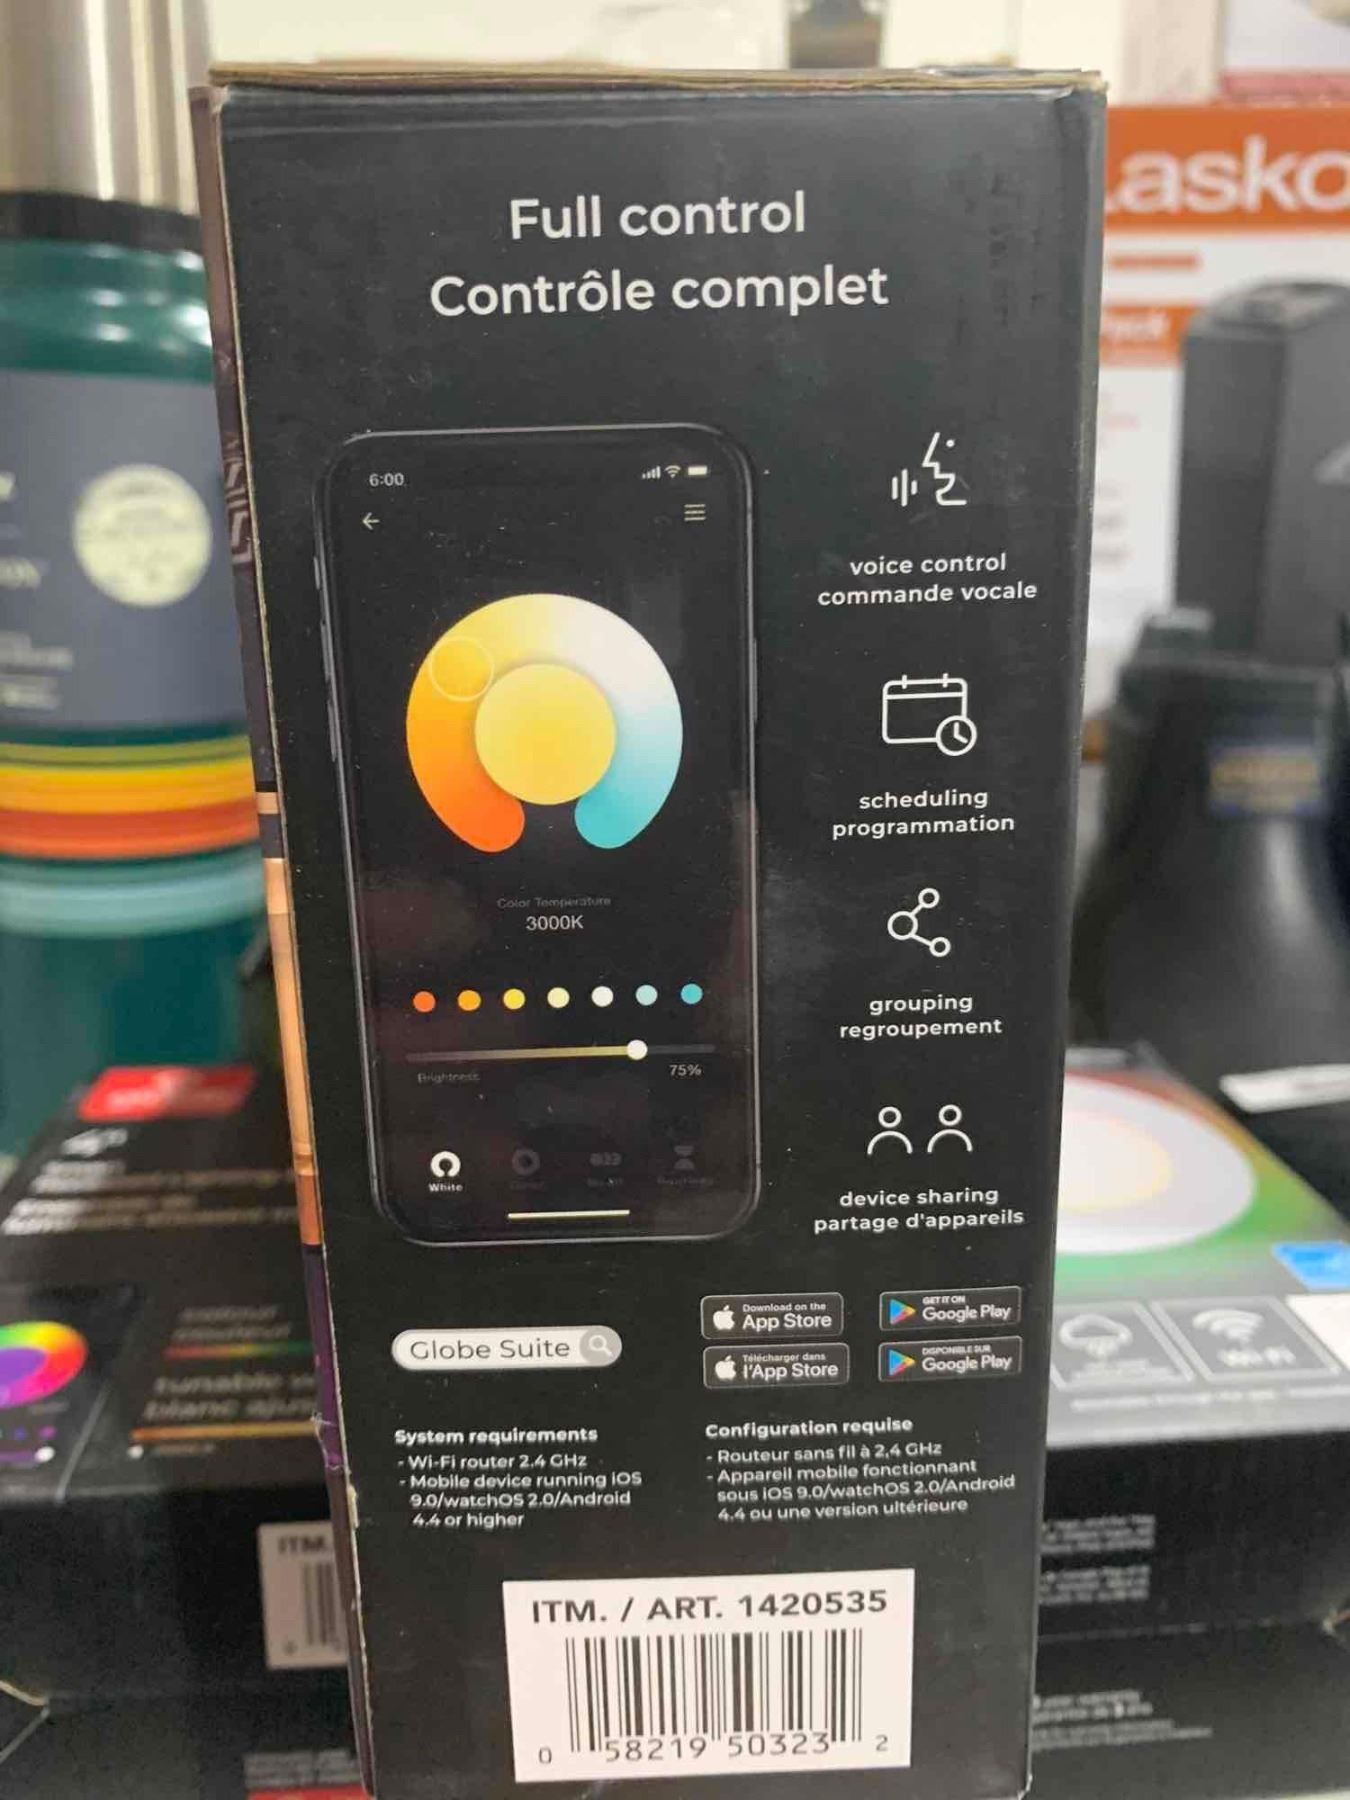 Full control
Contrôle complet
Lasko
6:00
voice control
commande vocale
scheduling
programmation
Color Temperature
3000K
grouping
regroupement
Brightness
75%
White
device sharing
partage d'appareils
Globe Suite
Download on the
App Store
GET IT ON
Google Play
Télécharger dans
l'App Store
DISPONIBLE SUR
Google Play
System requirements
- Wi-Fi router 2.4 GHz
- Mobile device running iOS
9.0/watchOS 2.0/Android
4.4 or higher
Configuration requise
- Routeur sans fil à 2,4 GHz
- Appareil mobile fonctionnant
sous iOS 9.0/watchOS 2.0/Android
4.4 ou une version ultérieure
ITM. / ART. 1420535
0 58219 50323 2
ITM.